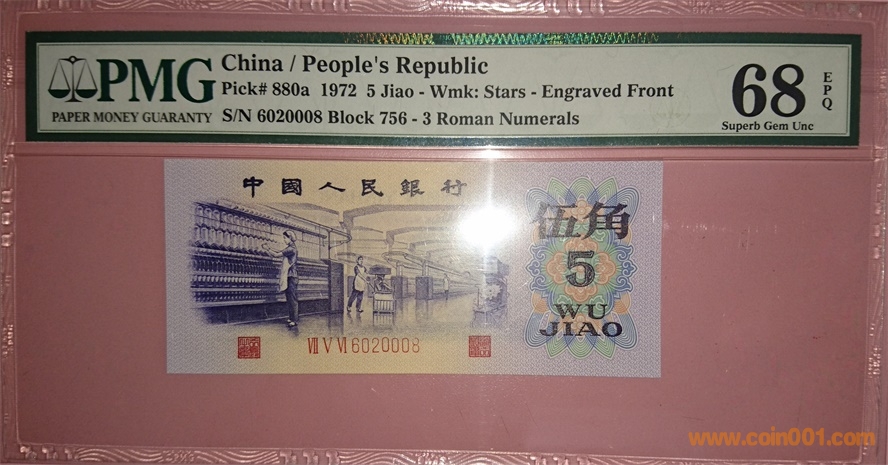 PMG
PAPER MONEY GUARANTY
China / People's Republic
Pick# 880a 1972 5 Jiao - Wmk: Stars - Engraved Front
S/N 6020008 Block 756 - 3 Roman Numerals
68
EPQ
Superb Gem Unc
中國人民銀行
伍角
5
WU
JIAO
Ⅶ Ⅴ Ⅵ 6020008
www.coin001.com